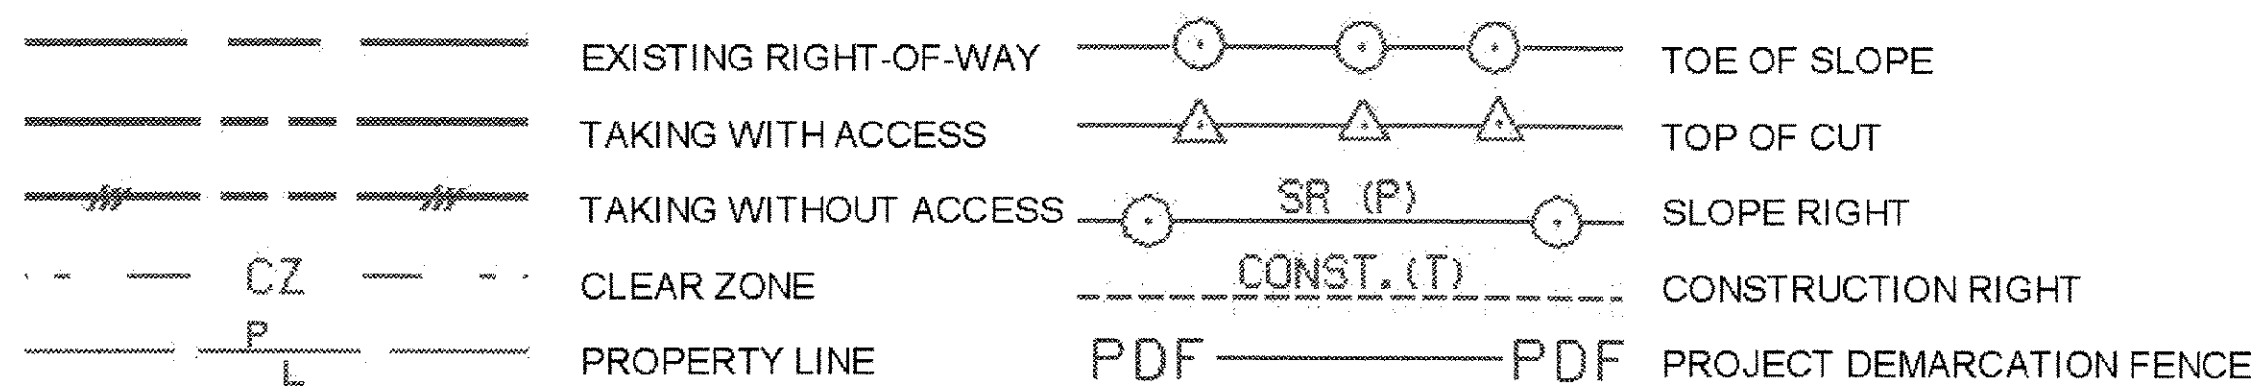 EXISTING RIGHT-OF-WAY
TAKING WITH ACCESS
TAKING WITHOUT ACCESS
CZ CLEAR ZONE
P
L PROPERTY LINE
TOE OF SLOPE
TOP OF CUT
SR (P) SLOPE RIGHT
CONST. (T) CONSTRUCTION RIGHT
PDF PDF PROJECT DEMARCATION FENCE